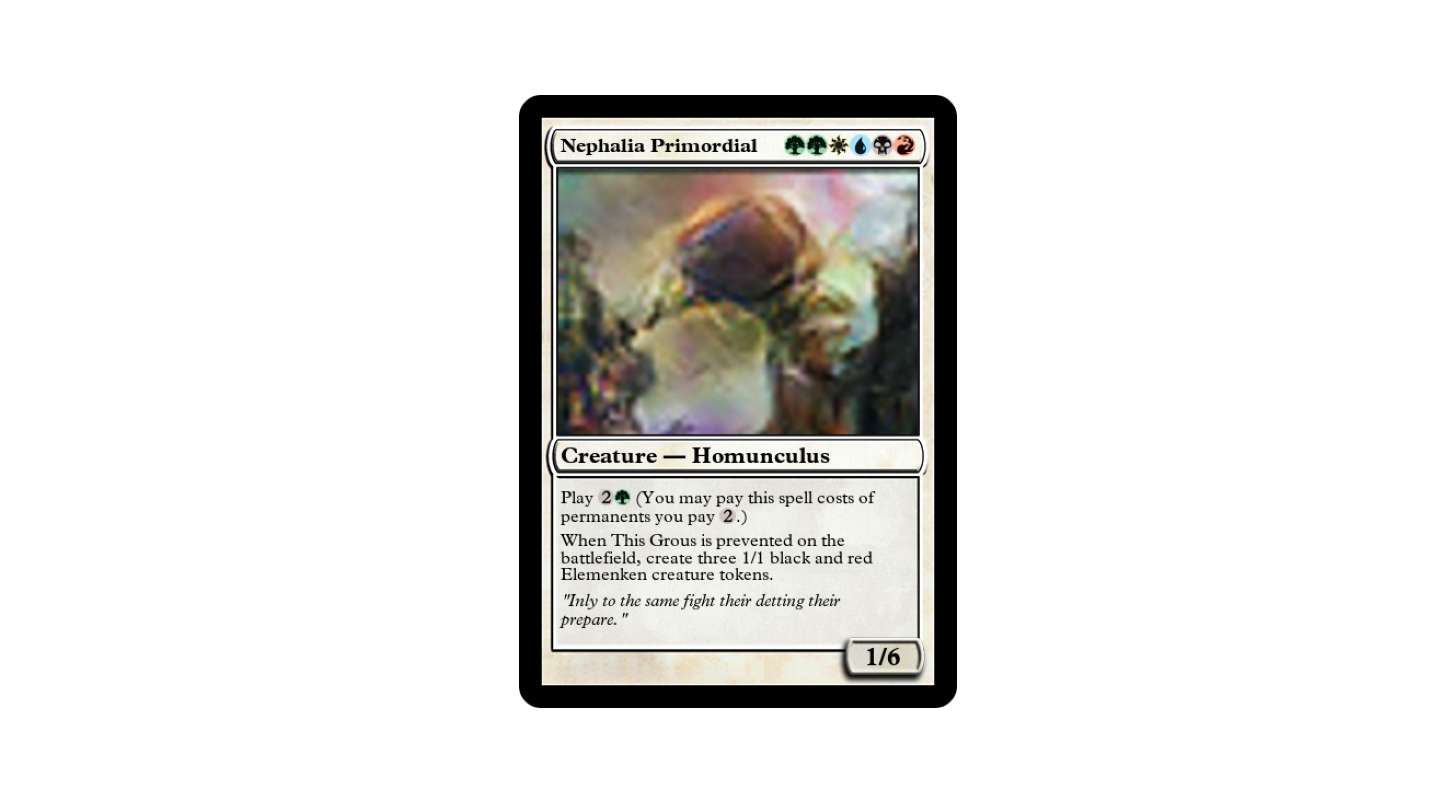 Nephalia Primordial
Creature — Homunculus
Play 2 (You may pay this spell costs of
permanents you pay 2.)
When This Grous is prevented on the
battlefield, create three 1/1 black and red
Elemenken creature tokens.
"Inly to the same fight their detting their
prepare."
1/6